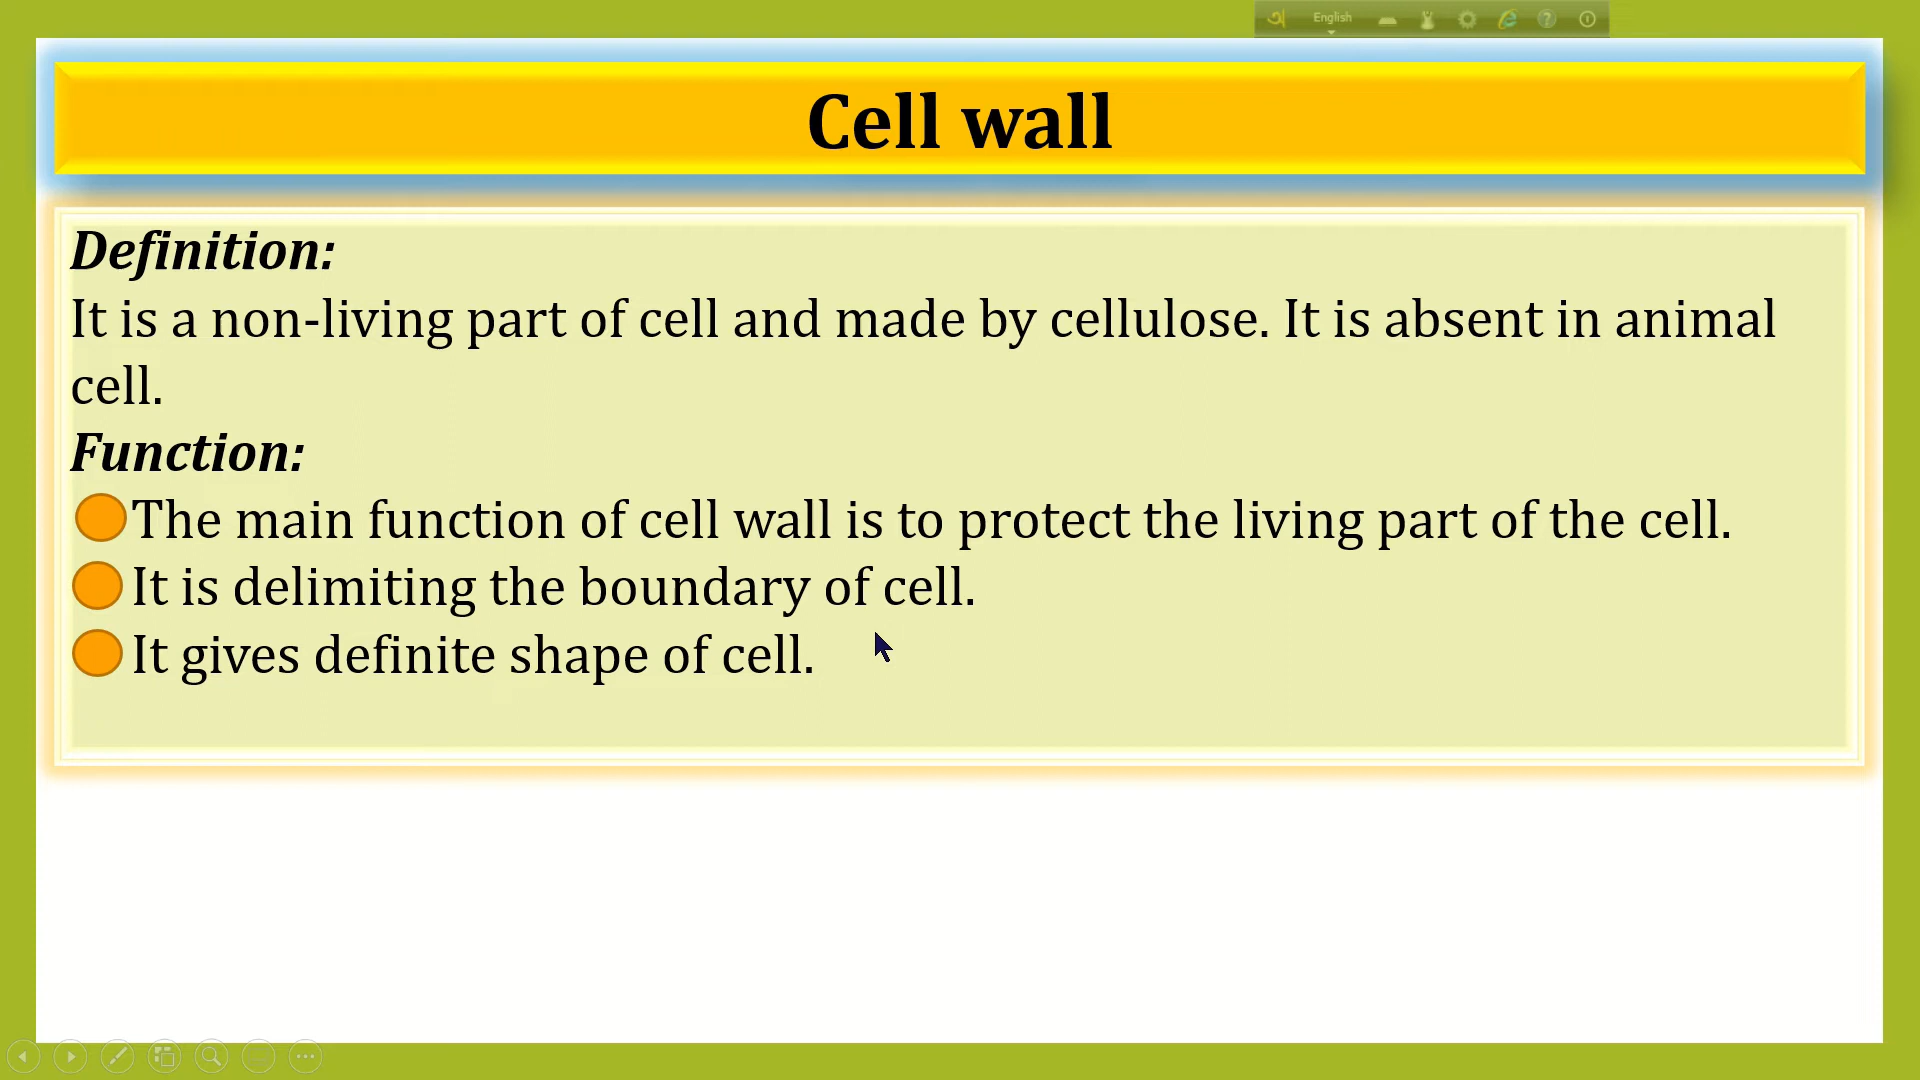 English
Cell wall
Definition:
It is a non-living part of cell and made by cellulose. It is absent in animal
cell.
Function:
The main function of cell wall is to protect the living part of the cell.
It is delimiting the boundary of cell.
It gives definite shape of cell.